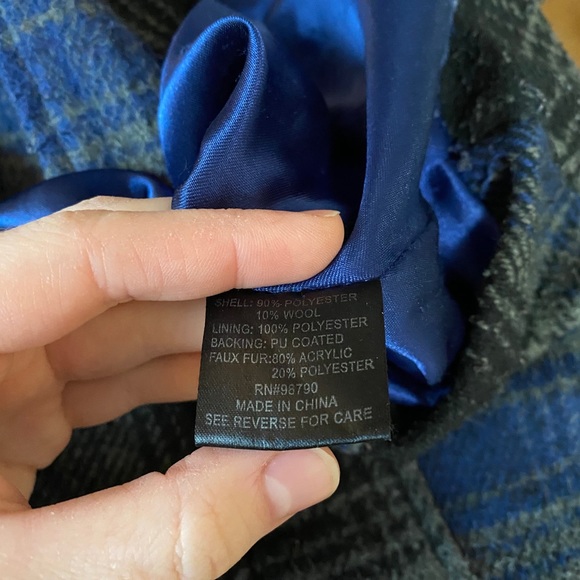 SHELL: 90% POLYESTER
10% WOOL
LINING: 100% POLYESTER
BACKING: PU COATED
FAUX FUR:80% ACRYLIC
20% POLYESTER
RN#96790
MADE IN CHINA
SEE REVERSE FOR CARE